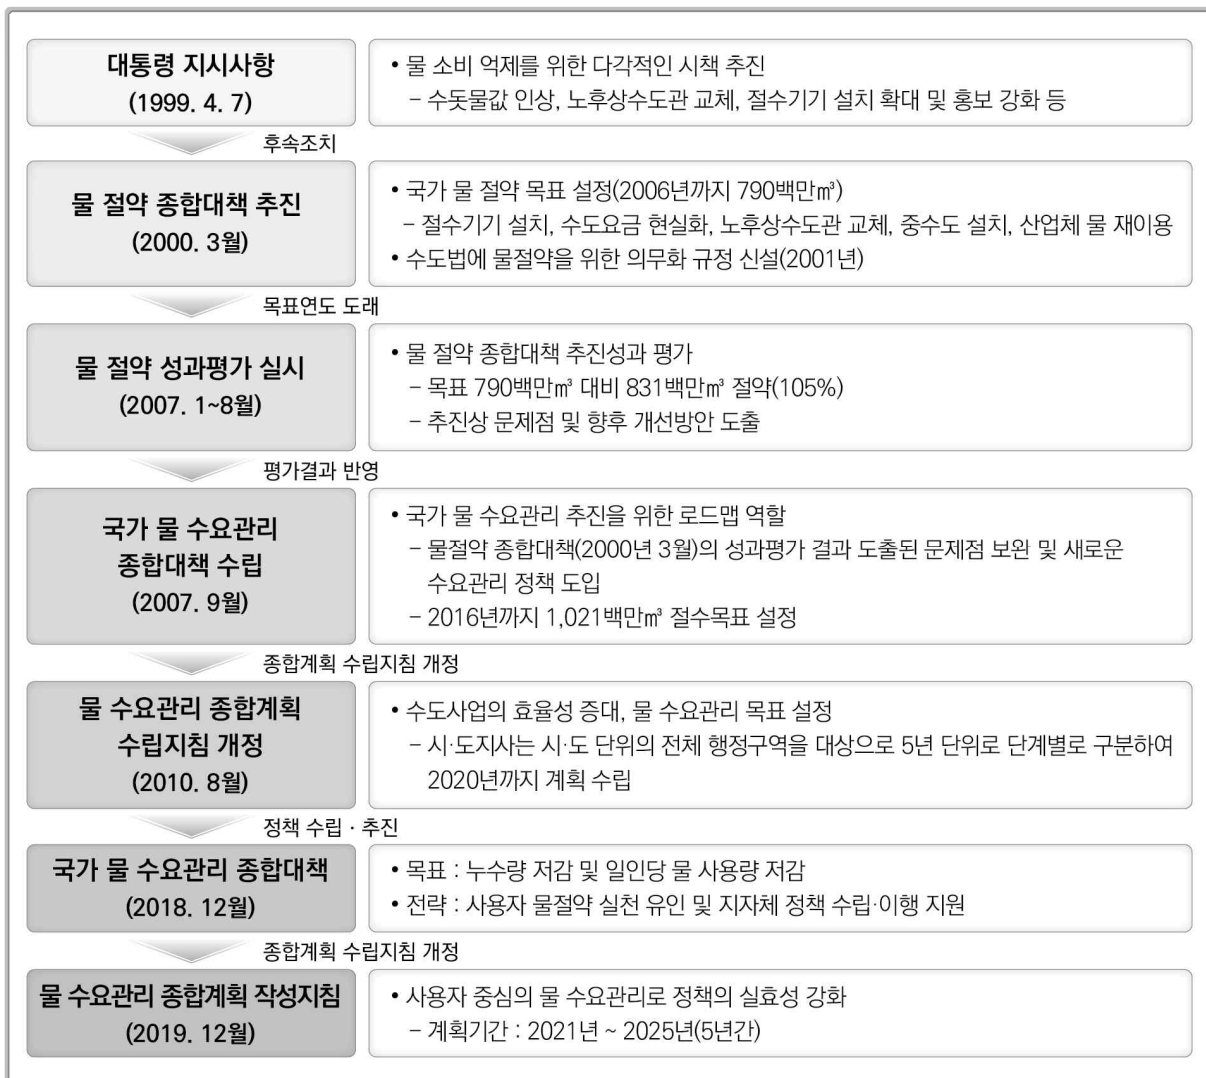 대통령 지시사항
(1999. 4. 7)
• 물 소비 억제를 위한 다각적인 시책 추진
– 수돗물값 인상, 노후상수도관 교체, 절수기기 설치 확대 및 홍보 강화 등
후속조치
물 절약 종합대책 추진
(2000. 3월)
• 국가 물 절약 목표 설정(2006년까지 790백만㎥)
– 절수기기 설치, 수도요금 현실화, 노후상수도관 교체, 중수도 설치, 산업체 물 재이용
• 수도법에 물절약을 위한 의무화 규정 신설(2001년)
목표연도 도래
물 절약 성과평가 실시
(2007. 1~8월)
• 물 절약 종합대책 추진성과 평가
– 목표 790백만㎥ 대비 831백만㎥ 절약(105%)
– 추진상 문제점 및 향후 개선방안 도출
평가결과 반영
국가 물 수요관리
종합대책 수립
(2007. 9월)
• 국가 물 수요관리 추진을 위한 로드맵 역할
– 물절약 종합대책(2000년 3월)의 성과평가 결과 도출된 문제점 보완 및 새로운
수요관리 정책 도입
– 2016년까지 1,021백만㎥ 절수목표 설정
종합계획 수립지침 개정
물 수요관리 종합계획
수립지침 개정
(2010. 8월)
• 수도사업의 효율성 증대, 물 수요관리 목표 설정
– 시·도지사는 시·도 단위의 전체 행정구역을 대상으로 5년 단위로 단계별로 구분하여
2020년까지 계획 수립
정책 수립 · 추진
국가 물 수요관리 종합대책
(2018. 12월)
• 목표 : 누수량 저감 및 일인당 물 사용량 저감
• 전략 : 사용자 물절약 실천 유인 및 지자체 정책 수립·이행 지원
종합계획 수립지침 개정
물 수요관리 종합계획 작성지침
(2019. 12월)
• 사용자 중심의 물 수요관리로 정책의 실효성 강화
– 계획기간 : 2021년 ~ 2025년(5년간)